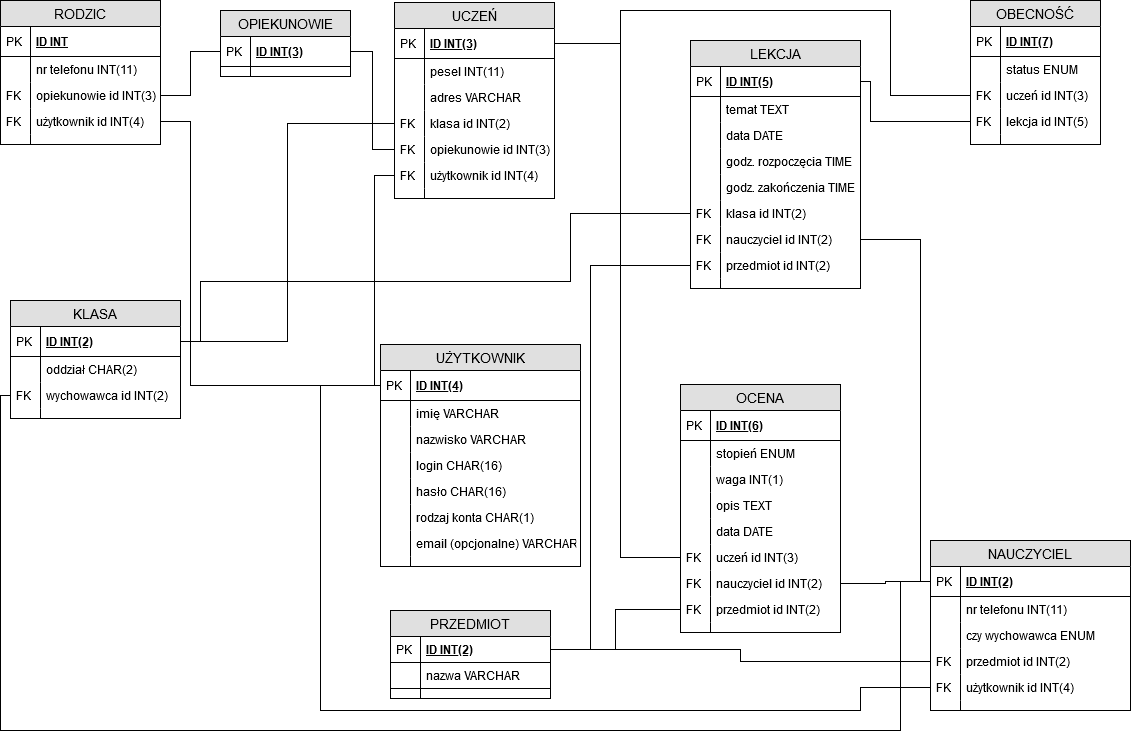 RODZIC
PK ID INT
nr telefonu INT(11)
FK opiekunowie id INT(3)
FK użytkownik id INT(4)
OPIEKUNOWIE
PK ID INT(3)
UCZEŃ
PK ID INT(3)
pesel INT(11)
adres VARCHAR
FK klasa id INT(2)
FK opiekunowie id INT(3)
FK użytkownik id INT(4)
LEKCJA
PK ID INT(5)
temat TEXT
data DATE
godz. rozpoczęcia TIME
godz. zakończenia TIME
FK klasa id INT(2)
FK nauczyciel id INT(2)
FK przedmiot id INT(2)
OBECNOŚĆ
PK ID INT(7)
status ENUM
FK uczeń id INT(3)
FK lekcja id INT(5)
KLASA
PK ID INT(2)
oddział CHAR(2)
FK wychowawca id INT(2)
UŻYTKOWNIK
PK ID INT(4)
imię VARCHAR
nazwisko VARCHAR
login CHAR(16)
hasło CHAR(16)
rodzaj konta CHAR(1)
email (opcjonalne) VARCHAR
OCENA
PK ID INT(6)
stopień ENUM
waga INT(1)
opis TEXT
data DATE
FK uczeń id INT(3)
FK nauczyciel id INT(2)
FK przedmiot id INT(2)
PRZEDMIOT
PK ID INT(2)
nazwa VARCHAR
NAUCZYCIEL
PK ID INT(2)
nr telefonu INT(11)
czy wychowawca ENUM
FK przedmiot id INT(2)
FK użytkownik id INT(4)